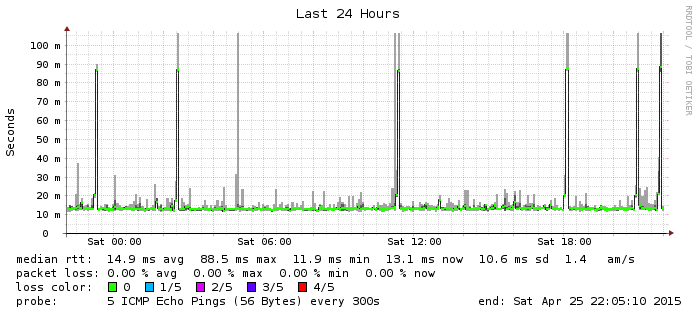 Last 24 Hours
RRDTOOL / TOBI OETIKER
Seconds
100 m
90 m
80 m
70 m
60 m
50 m
40 m
30 m
20 m
10 m
0
Sat 00:00 Sat 06:00 Sat 12:00 Sat 18:00
median rtt: 14.9 ms avg 88.5 ms max 11.9 ms min 13.1 ms now 10.6 ms sd 1.4 am/s
packet loss: 0.00 % avg 0.00 % max 0.00 % min 0.00 % now
loss color: 0 1/5 2/5 3/5 4/5
probe: 5 ICMP Echo Pings (56 Bytes) every 300s end: Sat Apr 25 22:05:10 2015